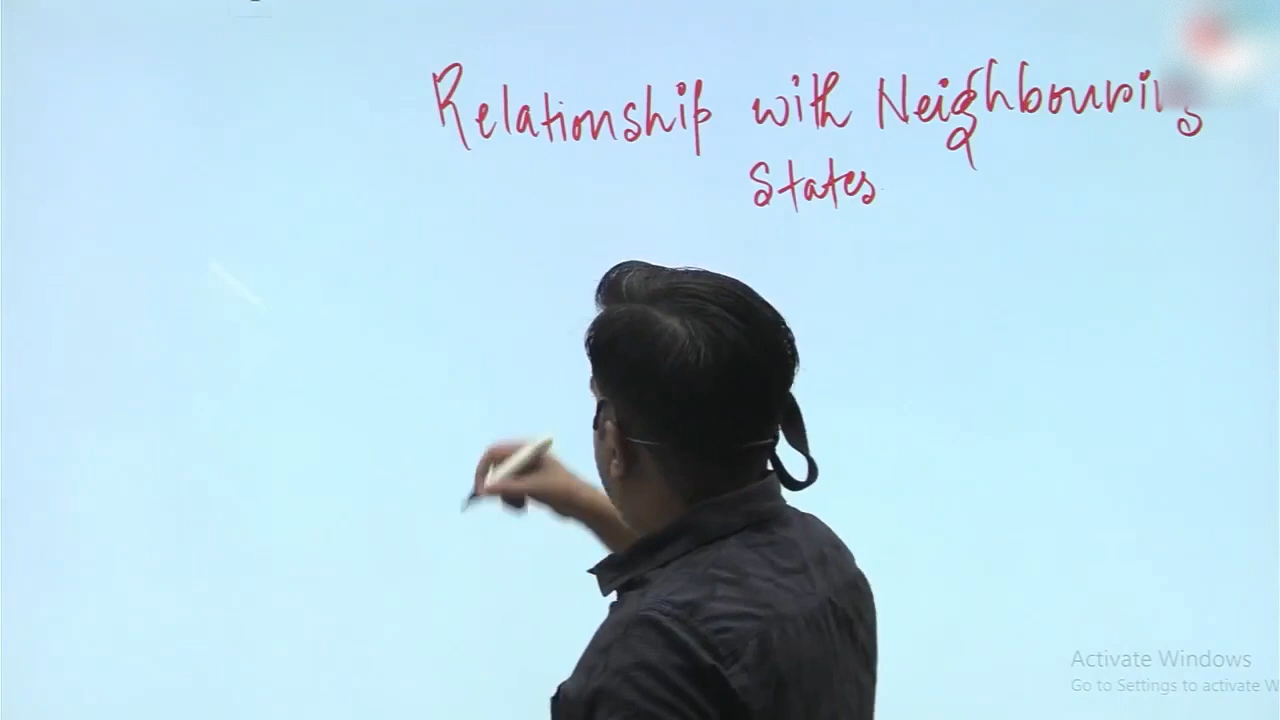 Relationship with Neighbouring
States
Activate Windows
Go to Settings to activate W